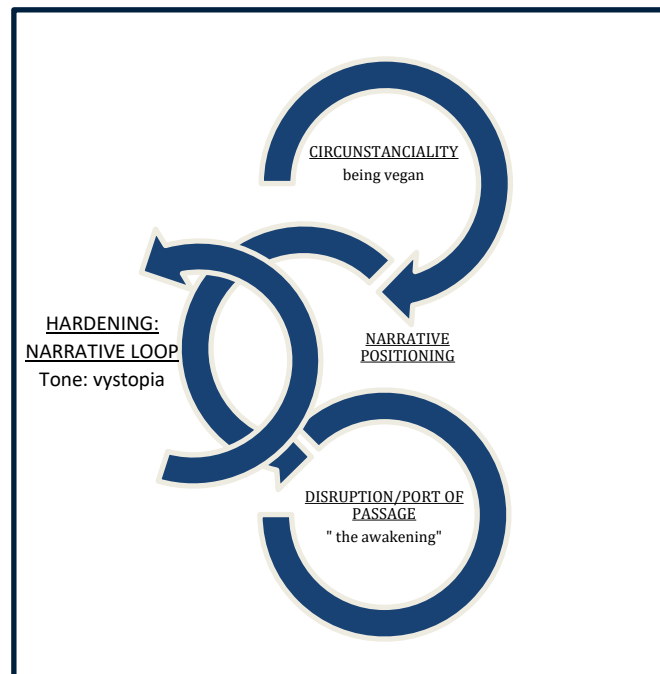 CIRCUNSTANCIALITY
being vegan
HARDENING:
NARRATIVE LOOP
Tone: vystopia
NARRATIVE
POSITIONING
DISRUPTION/PORT OF
PASSAGE
" the awakening"